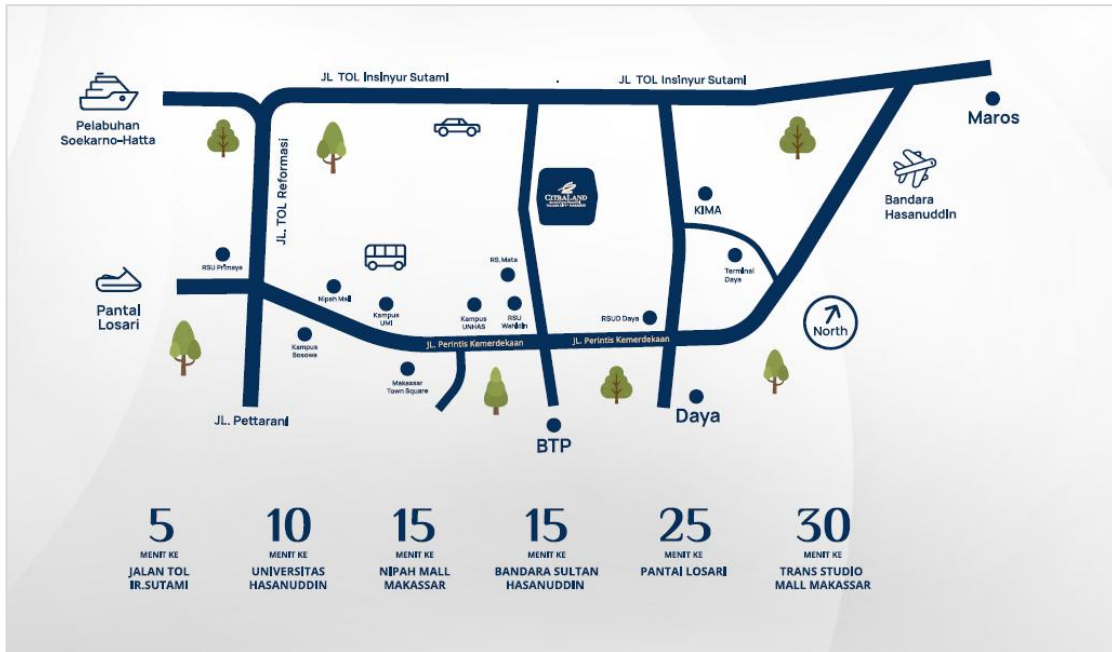 JL TOL Insinyur Sutami
JL TOL Insinyur Sutami
Pelabuhan
Soekarno-Hatta
Maros
JL. TOL Reformasi
CITRALAND
KIMA
Bandara
Hasanuddin
RSU Primaya
RS. Mata
Terminal
Daya
Pantai
Losari
Nipah Mall
Kampus
UMI
Kampus
UNHAS
RSU
Wahidin
RSUD Daya
North
Kampus
Bosowa
JL. Perintis Kemerdekaan
JL. Perintis Kemerdekaan
Makassar
Town Square
JL. Pettarani
BTP
Daya
5
MENIT KE
JALAN TOL
IR.SUTAMI
10
MENIT KE
UNIVERSITAS
HASANUDDIN
15
MENIT KE
NIPAH MALL
MAKASSAR
15
MENIT KE
BANDARA SULTAN
HASANUDDIN
25
MENIT KE
PANTAI LOSARI
30
MENIT KE
TRANS STUDIO
MALL MAKASSAR